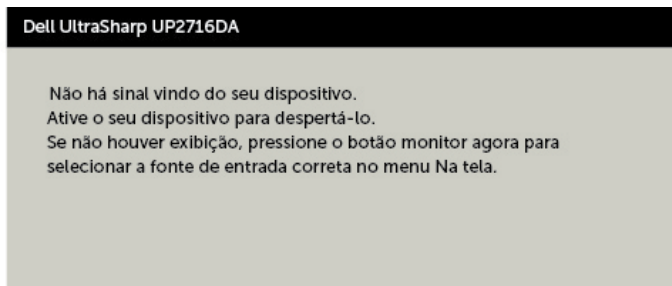 Dell UltraSharp UP2716DA
Não há sinal vindo do seu dispositivo.
Ative o seu dispositivo para despertá-lo.
Se não houver exibição, pressione o botão monitor agora para
selecionar a fonte de entrada correta no menu Na tela.